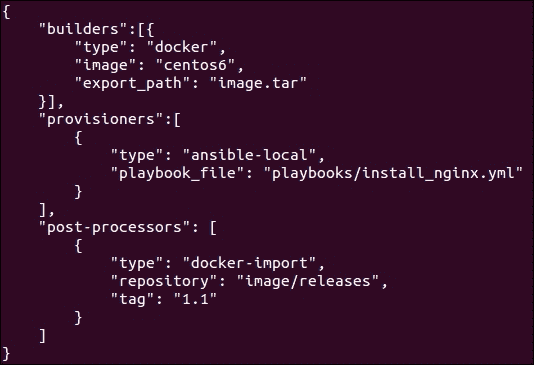 {
    "builders":[{
        "type": "docker",
        "image": "centos6",
        "export_path": "image.tar"
    }],
    "provisioners":[
        {
            "type": "ansible-local",
            "playbook_file": "playbooks/install_nginx.yml"
        }
    ],
    "post-processors": [
        {
            "type": "docker-import",
            "repository": "image/releases",
            "tag": "1.1"
        }
    ]
}